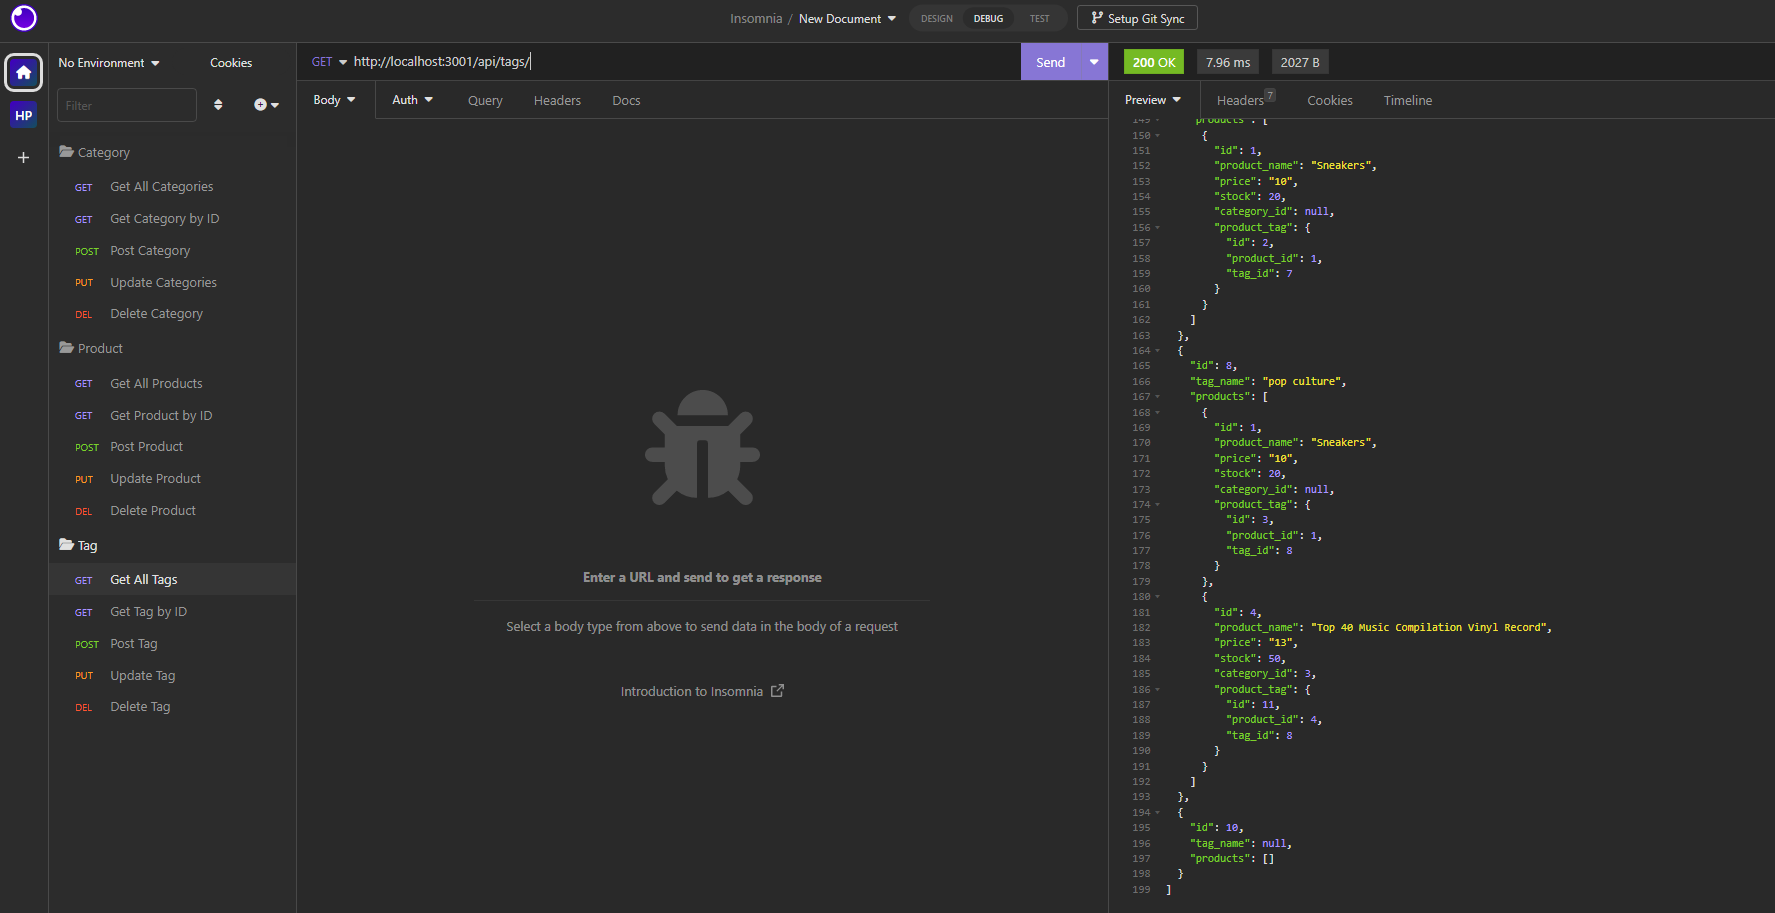 Insomnia / New Document
DESIGN DEBUG TEST
Setup Git Sync
No Environment
Cookies
GET http://localhost:3001/api/tags/
Send
200 OK
7.96 ms
2027 B
HP
Filter
Body
Auth
Query
Headers
Docs
Preview
Headers 7
Cookies
Timeline
Category
GET Get All Categories
GET Get Category by ID
POST Post Category
PUT Update Categories
DEL Delete Category
Product
GET Get All Products
GET Get Product by ID
POST Post Product
PUT Update Product
DEL Delete Product
Tag
GET Get All Tags
GET Get Tag by ID
POST Post Tag
PUT Update Tag
DEL Delete Tag
Enter a URL and send to get a response
Select a body type from above to send data in the body of a request
Introduction to Insomnia
149 "products": [
150 {
151 "id": 1,
152 "product_name": "Sneakers",
153 "price": "10",
154 "stock": 20,
155 "category_id": null,
156 "product_tag": {
157 "id": 2,
158 "product_id": 1,
159 "tag_id": 7
160 }
161 }
162 ]
163 },
164 {
165 "id": 8,
166 "tag_name": "pop culture",
167 "products": [
168 {
169 "id": 1,
170 "product_name": "Sneakers",
171 "price": "10",
172 "stock": 20,
173 "category_id": null,
174 "product_tag": {
175 "id": 3,
176 "product_id": 1,
177 "tag_id": 8
178 }
179 },
180 {
181 "id": 4,
182 "product_name": "Top 40 Music Compilation Vinyl Record",
183 "price": "13",
184 "stock": 50,
185 "category_id": 3,
186 "product_tag": {
187 "id": 11,
188 "product_id": 4,
189 "tag_id": 8
190 }
191 }
192 ]
193 },
194 {
195 "id": 10,
196 "tag_name": null,
197 "products": []
198 }
199 ]